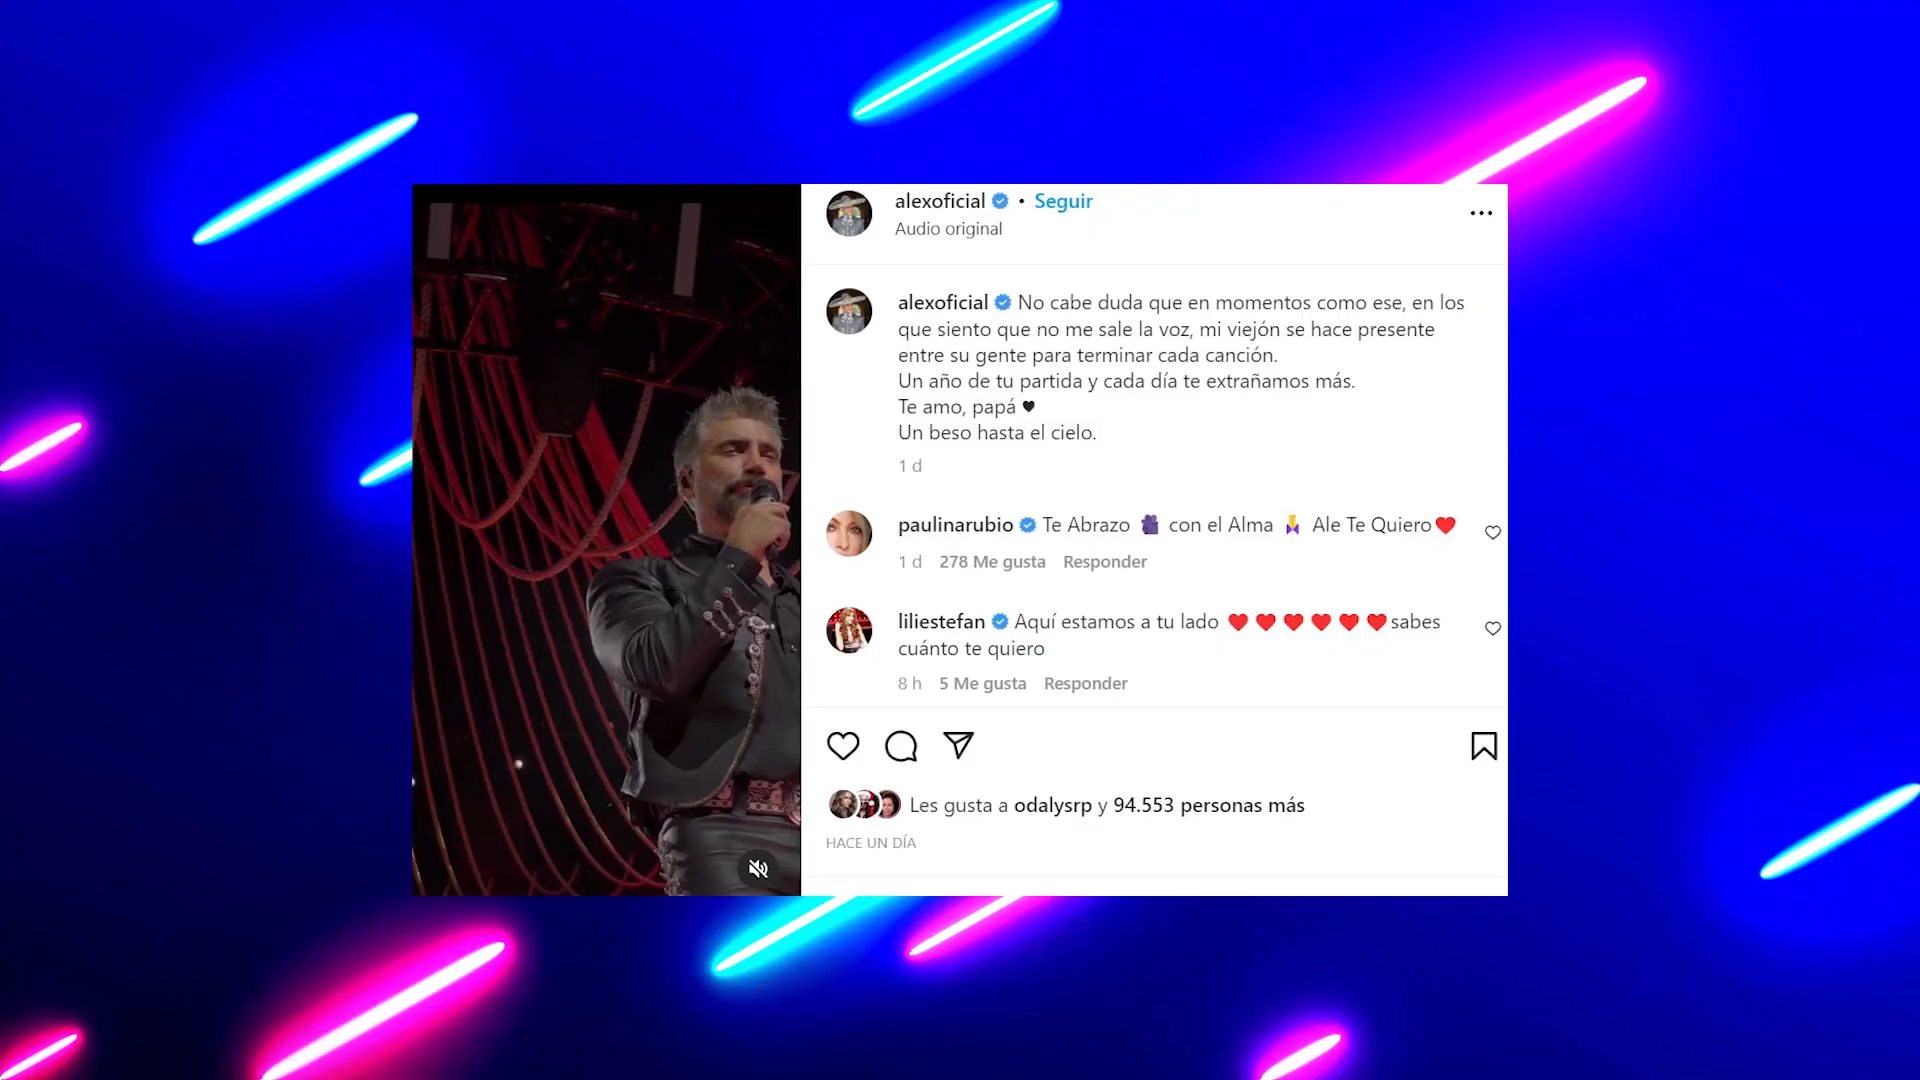 alexoficial • Seguir
Audio original
alexoficial No cabe duda que en momentos como ese, en los
que siento que no me sale la voz, mi viejón se hace presente
entre su gente para terminar cada canción.
Un año de tu partida y cada día te extrañamos más.
Te amo, papá 🖤
Un beso hasta el cielo.
1 d
paulinarubio Te Abrazo 🫂 con el Alma 🧜‍♀️ Ale Te Quiero❤️
1 d 278 Me gusta Responder
liliestefan Aquí estamos a tu lado ❤️❤️❤️❤️❤️❤️sabes
cuánto te quiero
8 h 5 Me gusta Responder
Les gusta a odalysrp y 94.553 personas más
HACE UN DÍA